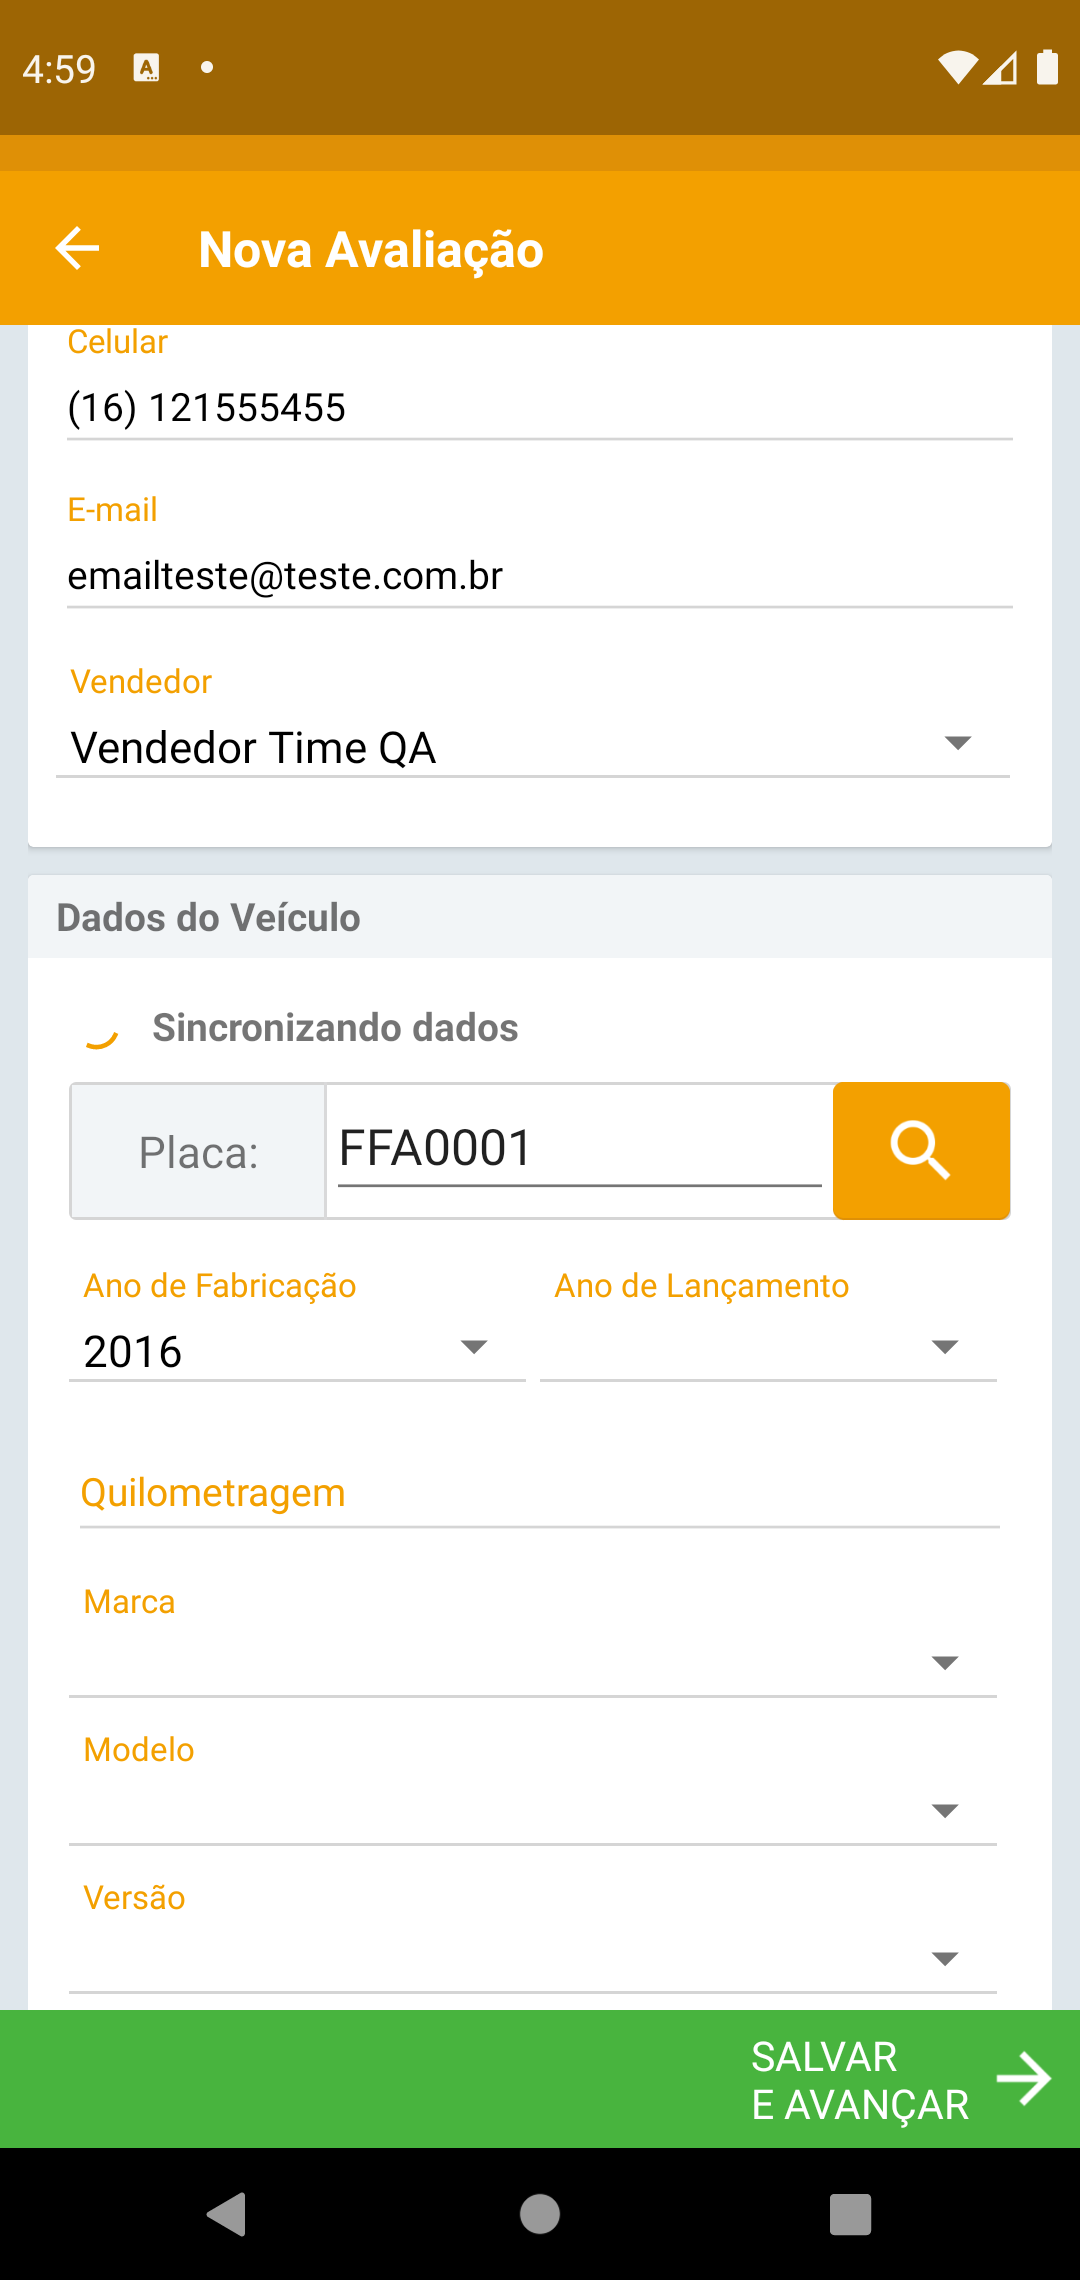 4:59
Nova Avaliação
Celular
(16) 121555455
E-mail
emailteste@teste.com.br
Vendedor
Vendedor Time QA
Dados do Veículo
Sincronizando dados
Placa: FFA0001
Ano de Fabricação Ano de Lançamento
2016
Quilometragem
Marca
Modelo
Versão
SALVAR
E AVANÇAR